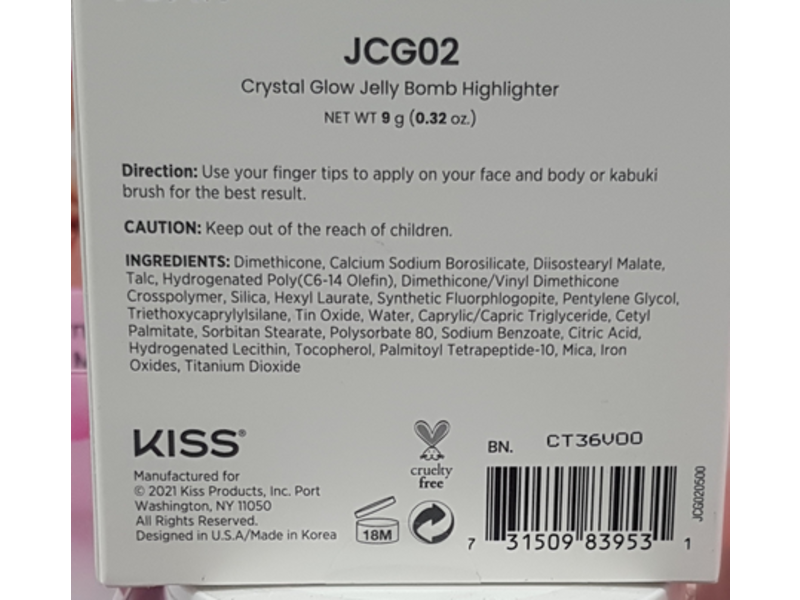 JCG02
Crystal Glow Jelly Bomb Highlighter
NET WT 9 g (0.32 oz.)
Direction: Use your finger tips to apply on your face and body or kabuki
brush for the best result.
CAUTION: Keep out of the reach of children.
INGREDIENTS: Dimethicone, Calcium Sodium Borosilicate, Diisostearyl Malate,
Talc, Hydrogenated Poly(C6-14 Olefin), Dimethicone/Vinyl Dimethicone
Crosspolymer, Silica, Hexyl Laurate, Synthetic Fluorphlogopite, Pentylene Glycol,
Triethoxycaprylylsilane, Tin Oxide, Water, Caprylic/Capric Triglyceride, Cetyl
Palmitate, Sorbitan Stearate, Polysorbate 80, Sodium Benzoate, Citric Acid,
Hydrogenated Lecithin, Tocopherol, Palmitoyl Tetrapeptide-10, Mica, Iron
Oxides, Titanium Dioxide
KISS®
Manufactured for
© 2021 Kiss Products, Inc. Port
Washington, NY 11050
All Rights Reserved.
Designed in U.S.A/Made in Korea
cruelty
free
18M
BN. CT36V00
7 31509 83953 1
JCG020500